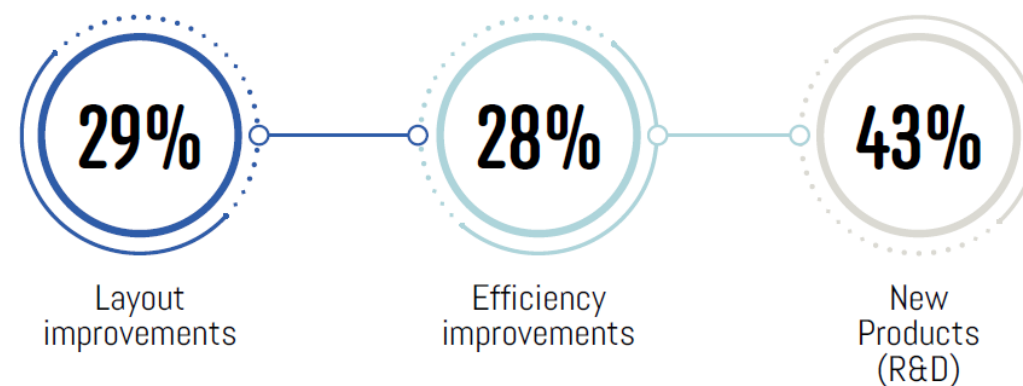 29%
28%
43%
Layout
improvements
Efficiency
improvements
New
Products
(R&D)